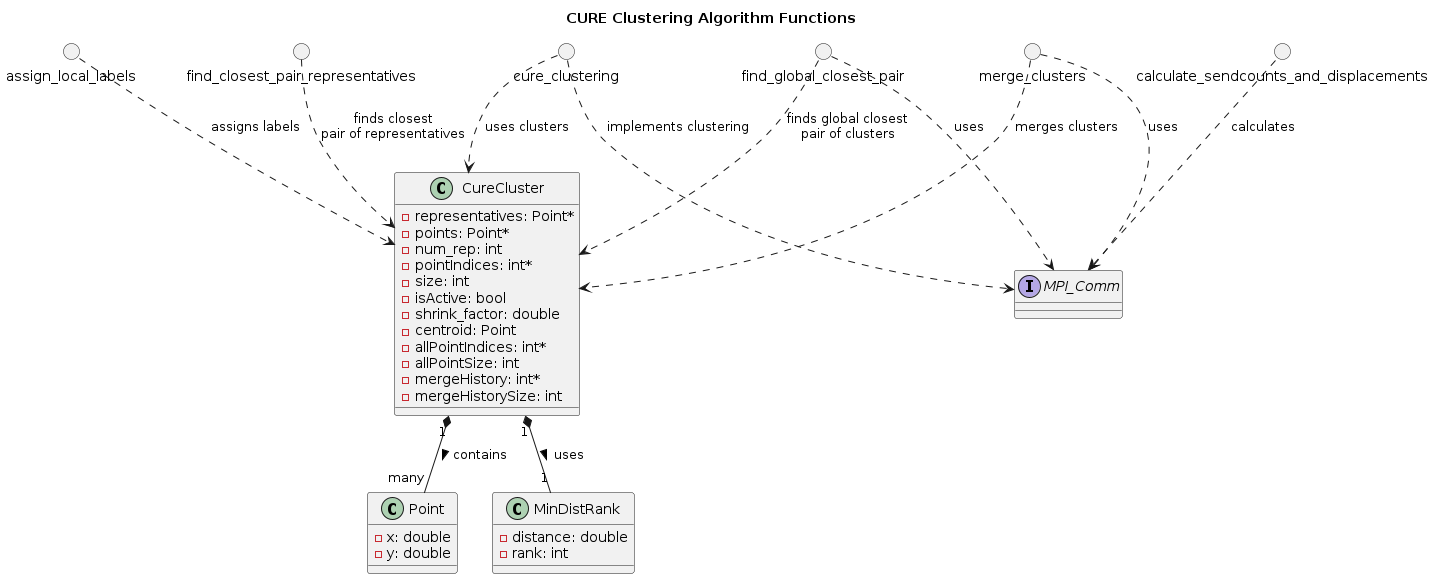 CURE Clustering Algorithm Functions
assign_local_labels
find_closest_pair_representatives
cure_clustering
find_global_closest_pair
merge_clusters
calculate_sendcounts_and_displacements
assigns labels
finds closest
pair of representatives
uses clusters
implements clustering
finds global closest
pair of clusters
uses
merges clusters
uses
calculates
C CureCluster
representatives: Point*
points: Point*
num_rep: int
pointIndices: int*
size: int
isActive: bool
shrink_factor: double
centroid: Point
allPointIndices: int*
allPointSize: int
mergeHistory: int*
mergeHistorySize: int
I MPI_Comm
1
1
contains
uses
many
1
C Point
x: double
y: double
C MinDistRank
distance: double
rank: int